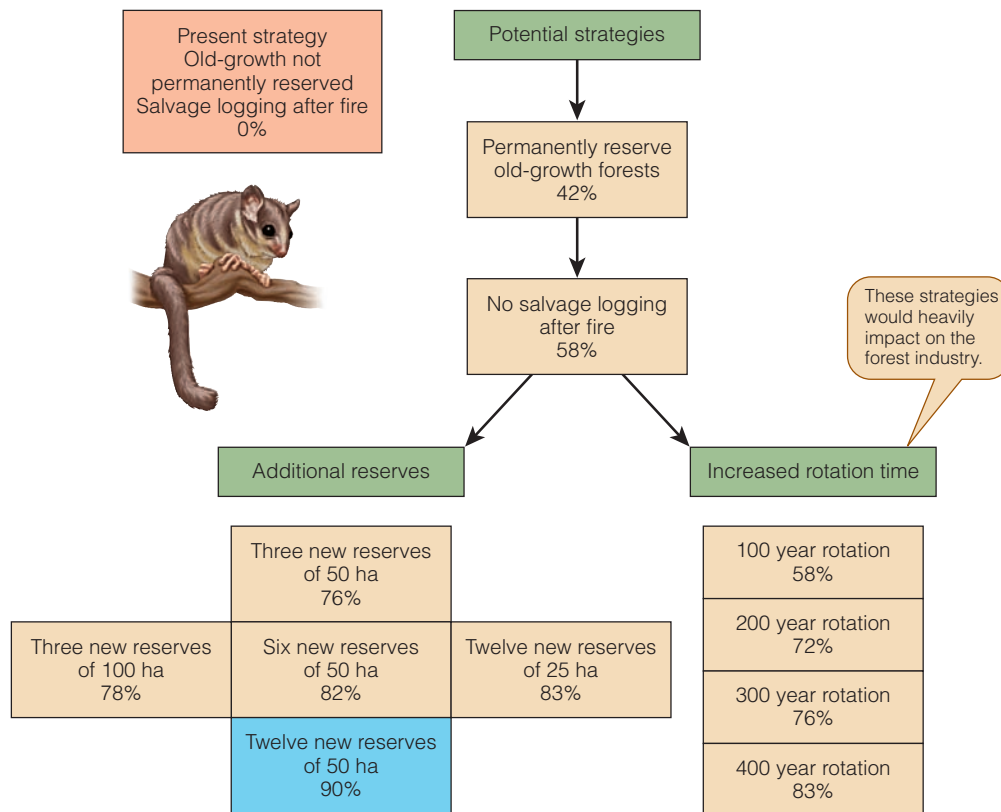 Present strategy
Old-growth not
permanently reserved
Salvage logging after fire
0%
Potential strategies
Permanently reserve
old-growth forests
42%
No salvage logging
after fire
58%
These strategies
would heavily
impact on the
forest industry.
Additional reserves
Increased rotation time
Three new reserves
of 50 ha
76%
Three new reserves
of 100 ha
78%
Six new reserves
of 50 ha
82%
Twelve new reserves
of 25 ha
83%
Twelve new reserves
of 50 ha
90%
100 year rotation
58%
200 year rotation
72%
300 year rotation
76%
400 year rotation
83%